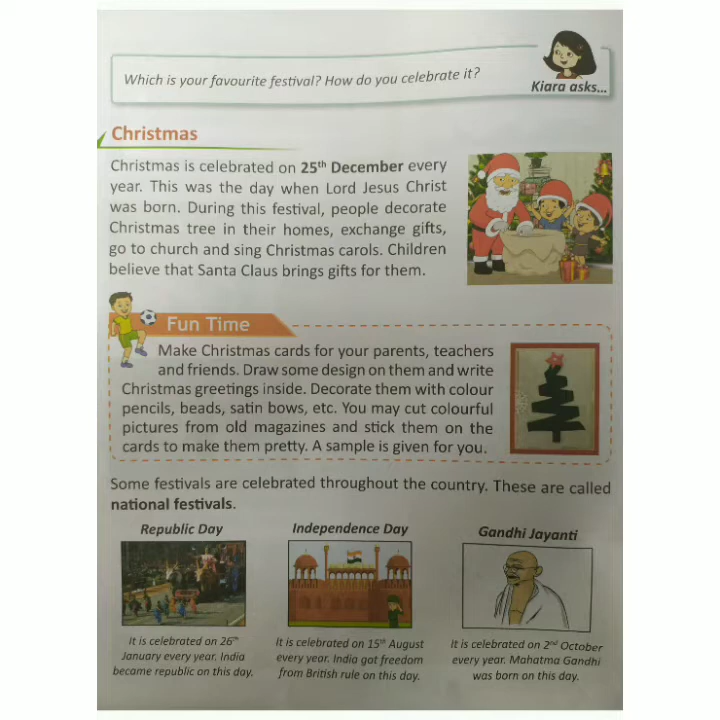 Which is your favourite festival? How do you celebrate it?
Kiara asks...
Christmas
Christmas is celebrated on 25th December every
year. This was the day when Lord Jesus Christ
was born. During this festival, people decorate
Christmas tree in their homes, exchange gifts,
go to church and sing Christmas carols. Children
believe that Santa Claus brings gifts for them.
Fun Time
Make Christmas cards for your parents, teachers
and friends. Draw some design on them and write
Christmas greetings inside. Decorate them with colour
pencils, beads, satin bows, etc. You may cut colourful
pictures from old magazines and stick them on the
cards to make them pretty. A sample is given for you.
Some festivals are celebrated throughout the country. These are called
national festivals.
Republic Day
It is celebrated on 26th
January every year. India
became republic on this day.
Independence Day
It is celebrated on 15th August
every year. India got freedom
from British rule on this day.
Gandhi Jayanti
It is celebrated on 2nd October
every year. Mahatma Gandhi
was born on this day.